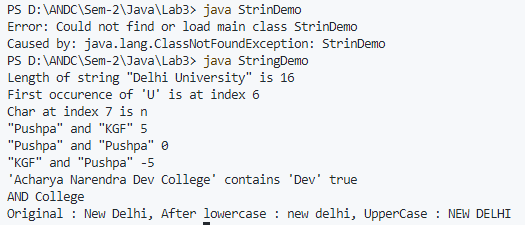 PS D:\ANDC\Sem-2\Java\Lab3> java StrinDemo
Error: Could not find or load main class StrinDemo
Caused by: java.lang.ClassNotFoundException: StrinDemo
PS D:\ANDC\Sem-2\Java\Lab3> java StringDemo
Length of string "Delhi University" is 16
First occurence of 'U' is at index 6
Char at index 7 is n
"Pushpa" and "KGF" 5
"Pushpa" and "Pushpa" 0
"KGF" and "Pushpa" -5
'Acharya Narendra Dev College' contains 'Dev' true
AND College
Original : New Delhi, After lowercase : new delhi, UpperCase : NEW DELHI